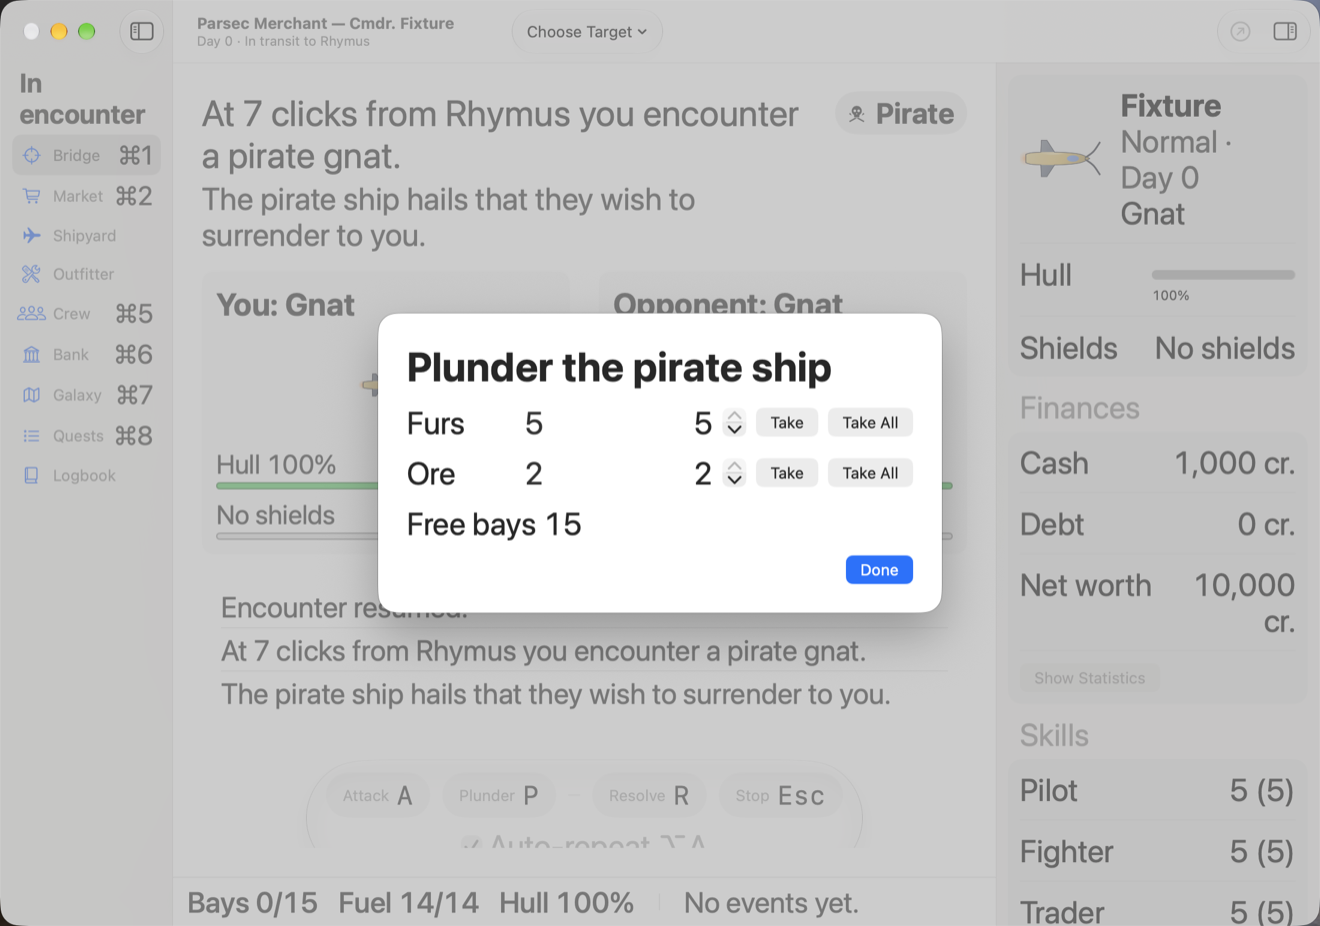 Parsec Merchant — Cmdr. Fixture
Day 0 · In transit to Rhymus
Choose Target
In
encounter
Bridge ⌘1
Market ⌘2
Shipyard
Outfitter
Crew ⌘5
Bank ⌘6
Galaxy ⌘7
Quests ⌘8
Logbook
At 7 clicks from Rhymus you encounter
a pirate gnat.
Pirate
The pirate ship hails that they wish to
surrender to you.
You: Gnat
Opponent: Gnat
Hull 100%
No shields
Plunder the pirate ship
Furs 5 5 Take Take All
Ore 2 2 Take Take All
Free bays 15
Done
Encounter resumed.
At 7 clicks from Rhymus you encounter a pirate gnat.
The pirate ship hails that they wish to surrender to you.
Attack A Plunder P Resolve R Stop Esc
Auto-repeat ⌥A
Bays 0/15 Fuel 14/14 Hull 100% No events yet.
Fixture
Normal ·
Day 0
Gnat
Hull
100%
Shields No shields
Finances
Cash 1,000 cr.
Debt 0 cr.
Net worth 10,000
cr.
Show Statistics
Skills
Pilot 5 (5)
Fighter 5 (5)
Trader 5 (5)